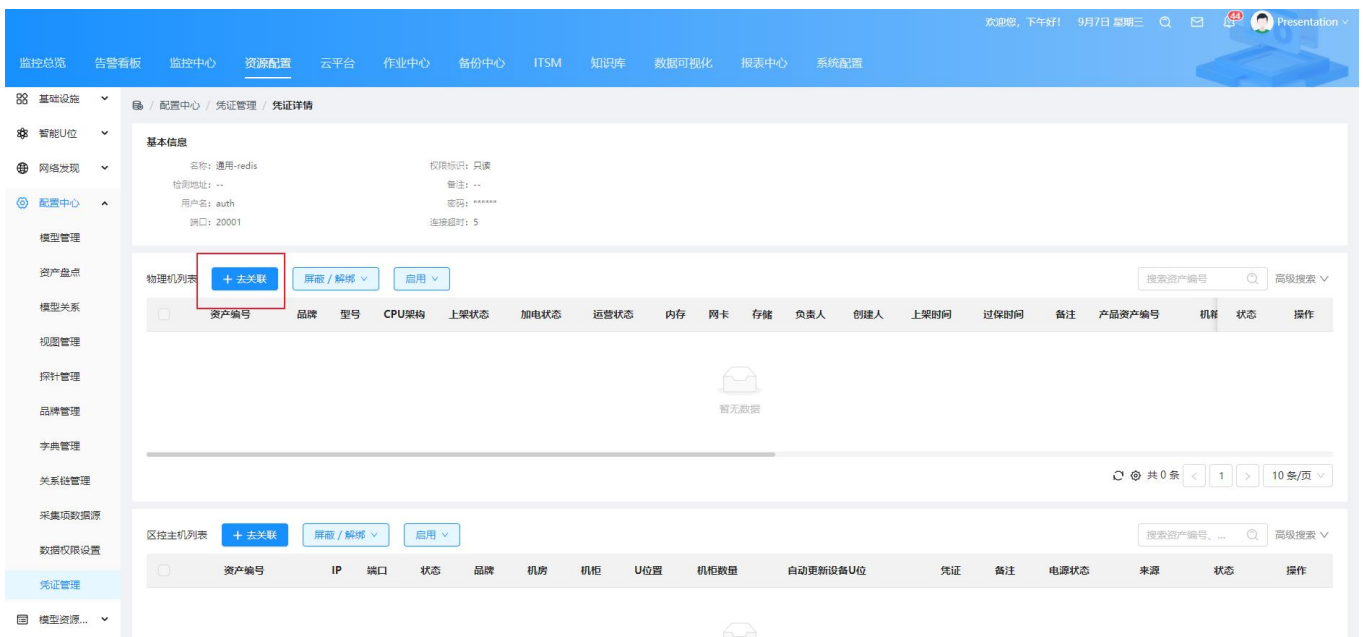 欢迎您，下午好! 9月7日 星期三 44 Presentation
监控总览 告警看板 监控中心 资源配置 云平台 作业中心 备份中心 ITSM 知识库 数据可视化 报表中心 系统配置
基础设施
智能U位
网络发现
配置中心
模型管理
资产盘点
模型关系
视图管理
探针管理
品牌管理
字典管理
关系链管理
采集项数据源
数据权限设置
凭证管理
模型资源...
/ 配置中心 / 凭证管理 / 凭证详情
基本信息
名称: 通用-redis 权限标识: 只读
检测地址: -- 备注: --
用户名: auth 密码: ******
端口: 20001 连接超时: 5
物理机列表 + 去关联 屏蔽 / 解绑 启用 搜索资产编号 高级搜索
资产编号 品牌 型号 CPU架构 上架状态 加电状态 运营状态 内存 网卡 存储 负责人 创建人 上架时间 过保时间 备注 产品资产编号 状态 操作
暂无数据
共 0 条 < 1 > 10 条/页
区控主机列表 + 去关联 屏蔽 / 解绑 启用 搜索资产编号, ... 高级搜索
资产编号 IP 端口 状态 品牌 机房 机柜 U位置 机柜数量 自动更新设备U位 凭证 备注 电源状态 来源 状态 操作